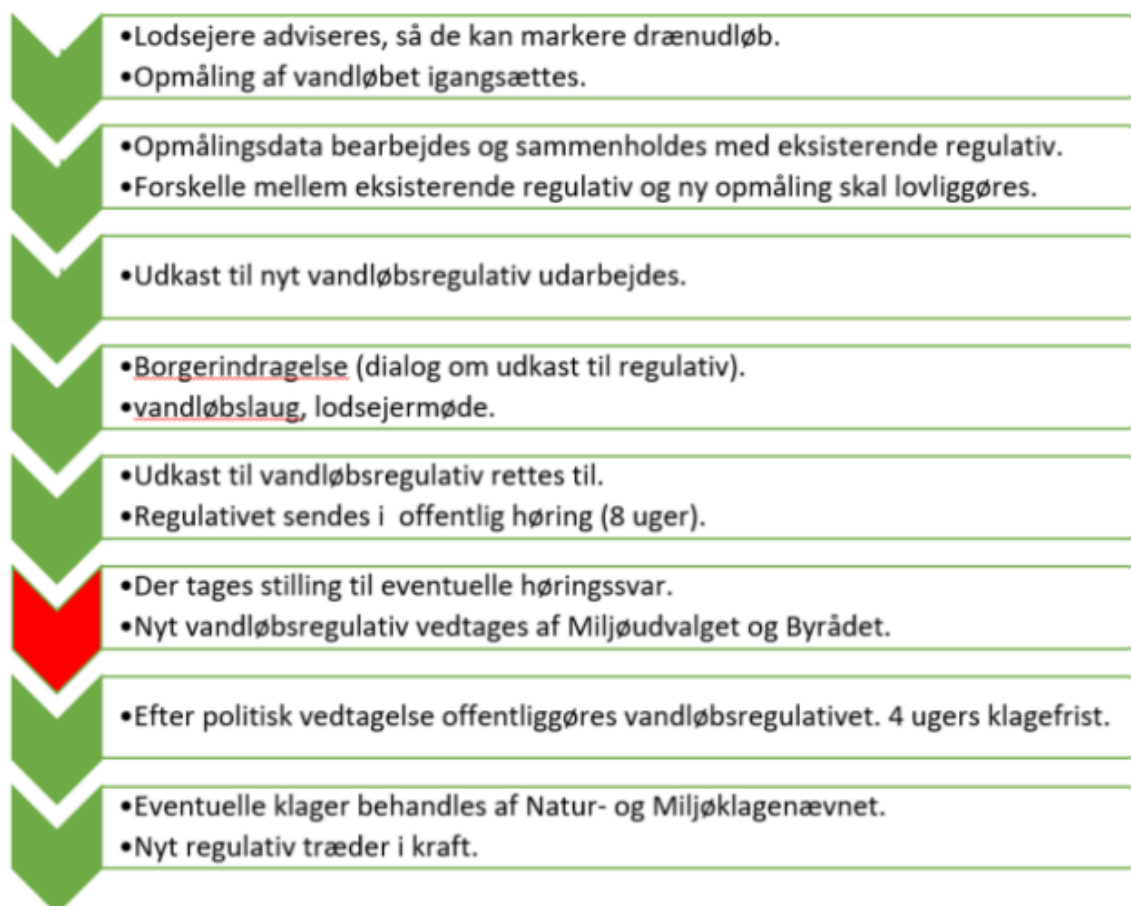 •Lodsejere adviseres, så de kan markere drænudløb.
•Opmåling af vandløbet igangsættes.
•Opmålingsdata bearbejdes og sammenholdes med eksisterende regulativ.
•Forskelle mellem eksisterende regulativ og ny opmåling skal lovliggøres.
•Udkast til nyt vandløbsregulativ udarbejdes.
•Borgerindragelse (dialog om udkast til regulativ).
•vandløbslaug, lodsejermøde.
•Udkast til vandløbsregulativ rettes til.
•Regulativet sendes i  offentlig høring (8 uger).
•Der tages stilling til eventuelle høringssvar.
•Nyt vandløbsregulativ vedtages af Miljøudvalget og Byrådet.
•Efter politisk vedtagelse offentliggøres vandløbsregulativet. 4 ugers klagefrist.
•Eventuelle klager behandles af Natur- og Miljøklagenævnet.
•Nyt regulativ træder i kraft.